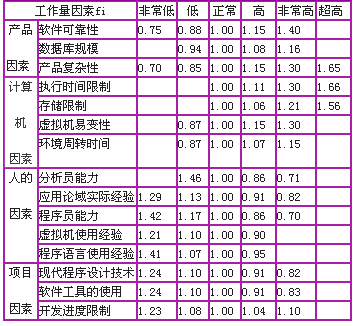 工作量因素fi 非常低 低 正常 高 非常高 超高
产品 软件可靠性 0.75 0.88 1.00 1.15 1.40
数据库规模 0.94 1.00 1.08 1.16
因素 产品复杂性 0.70 0.85 1.00 1.15 1.30 1.65
计算 执行时间限制 1.00 1.11 1.30 1.66
机 存储限制 1.00 1.06 1.21 1.56
虚拟机易变性 0.87 1.00 1.15 1.30
因素 环境周转时间 0.87 1.00 1.07 1.15
人的 分析员能力 1.46 1.00 0.86 0.71
因素 应用论域实际经验 1.29 1.13 1.00 0.91 0.82
程序员能力 1.42 1.17 1.00 0.86 0.70
虚拟机使用经验 1.21 1.10 1.00 0.90
程序语言使用经验 1.41 1.07 1.00 0.95
项目 现代程序设计技术 1.24 1.10 1.00 0.91 0.82
因素 软件工具的使用 1.24 1.10 1.00 0.91 0.83
开发进度限制 1.23 1.08 1.00 1.04 1.10